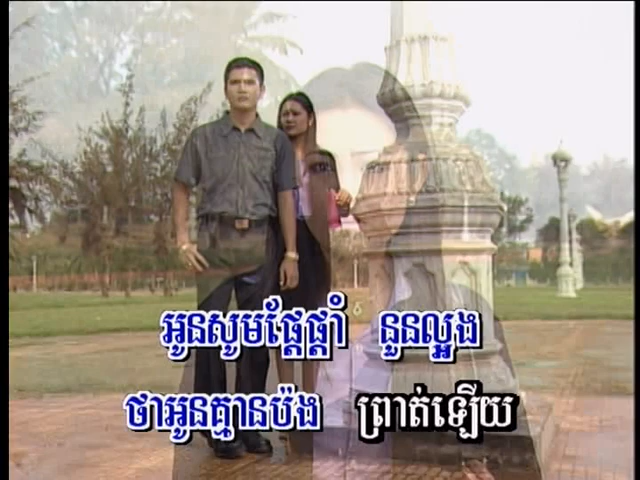 អូនសូមផ្ដែផ្ដាំ នួនល្អង
ថាអូនគ្មានប៉ង ព្រាត់ឡើយ